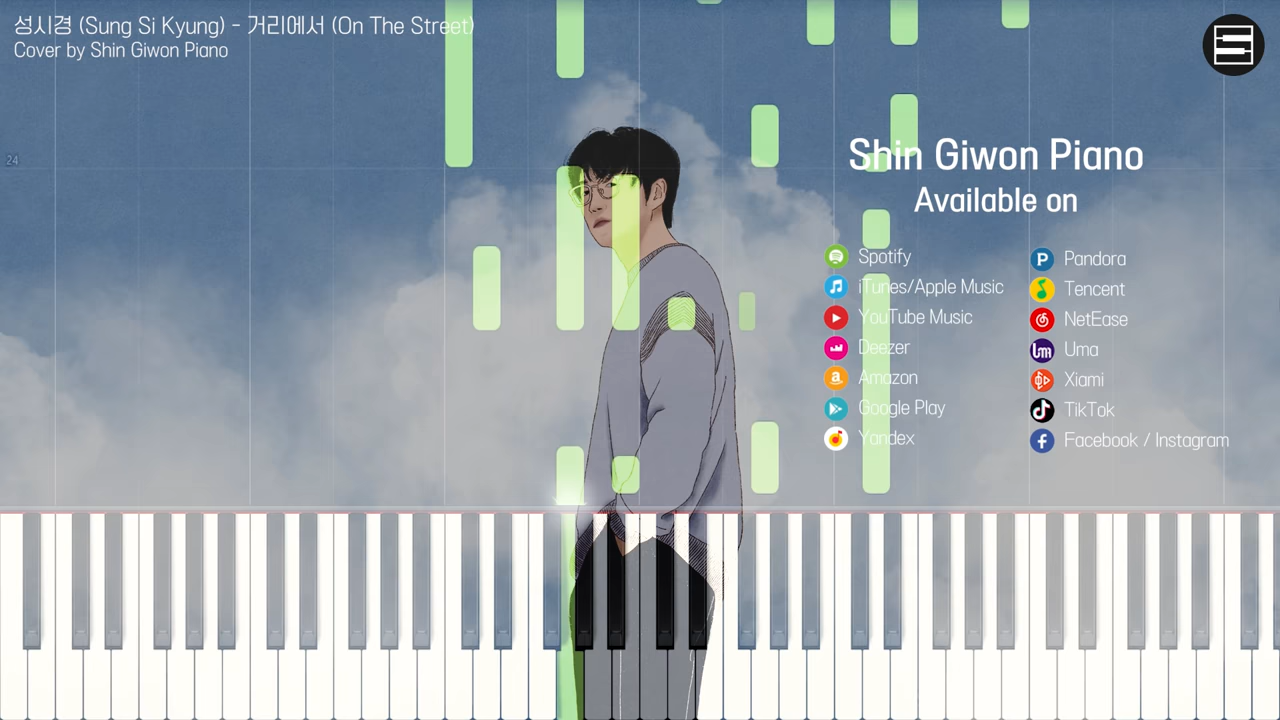 성시경 (Sung Si Kyung) - 거리에서 (On The Street)
Cover by Shin Giwon Piano
24
Shin Giwon Piano
Available on
Spotify
iTunes/Apple Music
YouTube Music
Deezer
Amazon
Google Play
Yandex
Pandora
Tencent
NetEase
Uma
Xiami
TikTok
Facebook / Instagram